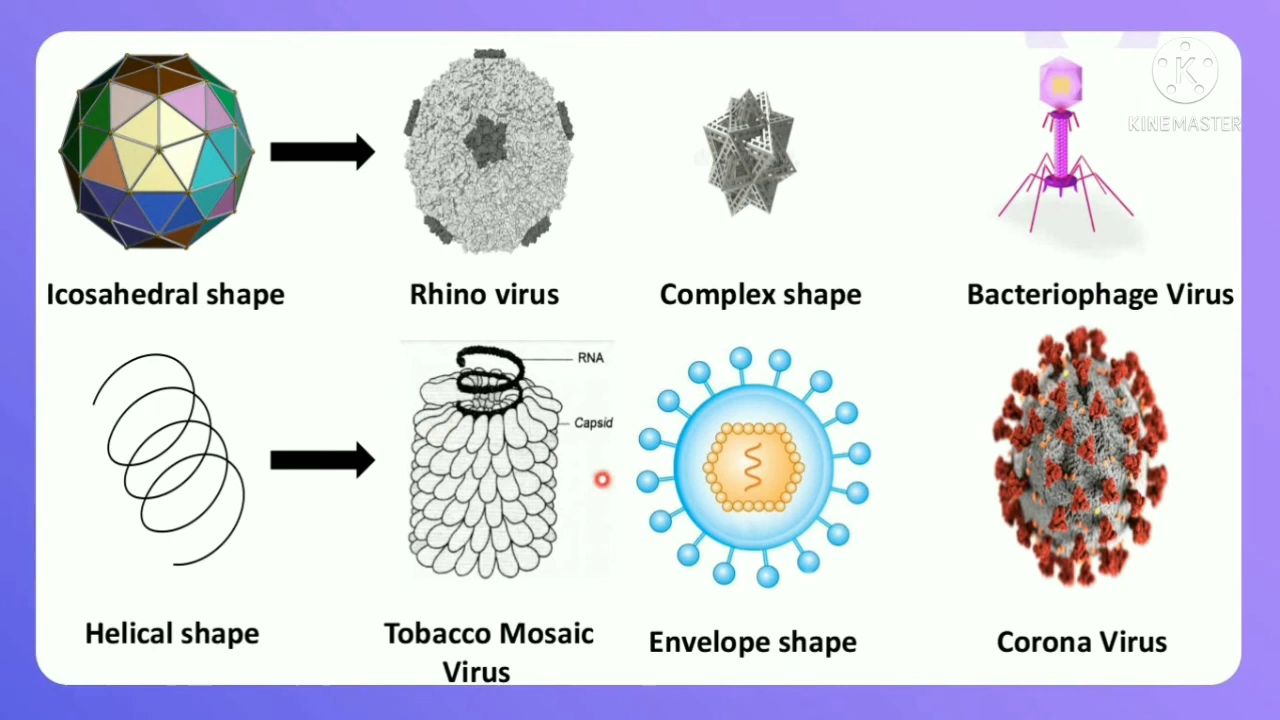 K
KINEMASTER
Icosahedral shape
Rhino virus
Complex shape
Bacteriophage Virus
RNA
Capsid
Helical shape
Tobacco Mosaic
Virus
Envelope shape
Corona Virus